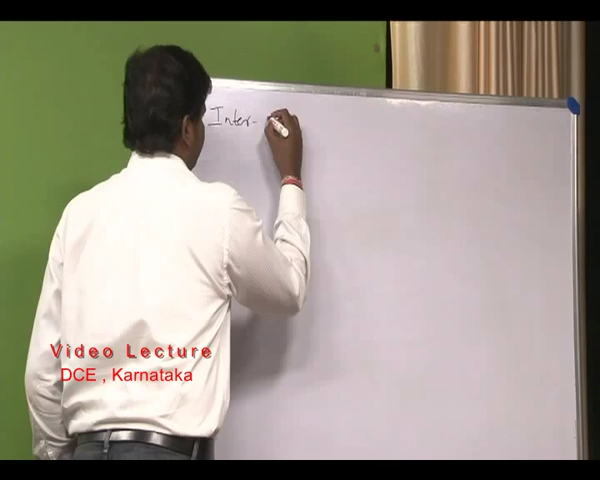 Inter-
Video Lecture
DCE , Karnataka